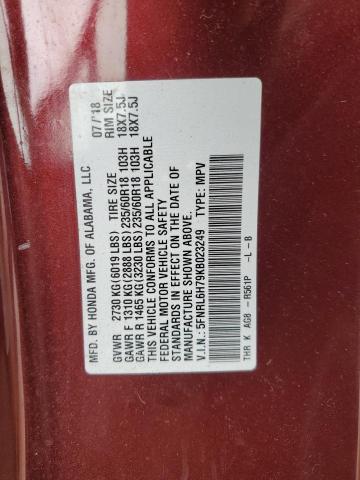 MFD. BY HONDA MFG. OF ALABAMA, LLC 07/'18
GVWR 2730 KG(6019 LBS) TIRE SIZE RIM SIZE
GAWR F 1310 KG(2888 LBS) 235/60R18 103H 18X7.5J
GAWR R 1465 KG(3230 LBS) 235/60R18 103H 18X7.5J
THIS VEHICLE CONFORMS TO ALL APPLICABLE
FEDERAL MOTOR VEHICLE SAFETY
STANDARDS IN EFFECT ON THE DATE OF
MANUFACTURE SHOWN ABOVE.
V.I.N.: 5FNRL6H79KB023249 TYPE: MPV
THR K AG0 - R561P -L -B